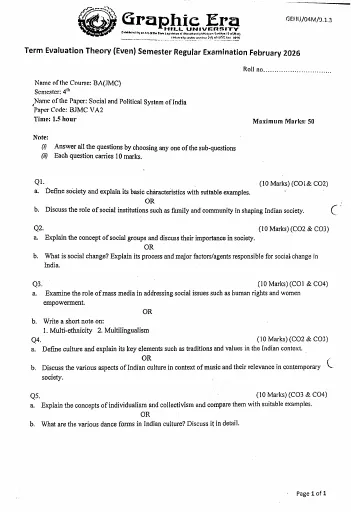 GEHU/04M/9.1.3
Graphic Era
HILL UNIVERSITY
Term Evaluation Theory (Even) Semester Regular Examination February 2026
Roll no..............................
Name of the Course: BA(JMC)
Semester: 4th
Name of the Paper: Social and Political System of India
Paper Code: BJMC VA2
Time: 1.5 hour Maximum Marks: 50
Note:
(i) Answer all the questions by choosing any one of the sub-questions
(ii) Each question carries 10 marks.
Q1. (10 Marks) (CO1& CO2)
a. Define society and explain its basic characteristics with suitable examples.
OR
b. Discuss the role of social institutions such as family and community in shaping Indian society.
Q2. (10 Marks) (CO2 & CO3)
a. Explain the concept of social groups and discuss their importance in society.
OR
b. What is social change? Explain its process and major factors/agents responsible for social change in
India.
Q3. (10 Marks) (CO1 & CO4)
a. Examine the role of mass media in addressing social issues such as human rights and women
empowerment.
OR
b. Write a short note on:
1. Multi-ethnicity 2. Multilingualism
Q4. (10 Marks) (CO2 & CO3)
a. Define culture and explain its key elements such as traditions and values in the Indian context.
OR
b. Discuss the various aspects of Indian culture in context of music and their relevance in contemporary
society.
Q5. (10 Marks) (CO3 & CO4)
a. Explain the concepts of individualism and collectivism and compare them with suitable examples.
OR
b. What are the various dance forms in Indian culture? Discuss it in detail.
Page 1 of 1